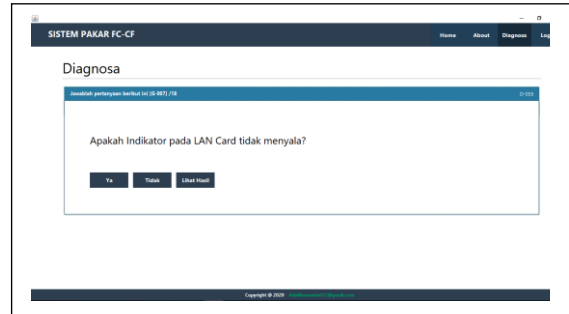 SISTEM PAKAR FC-CF
Home About Diagnosa Log
Diagnosa
Jawablah pertanyaan berikut ini (G-007) /18
Apakah Indikator pada LAN Card tidak menyala?
Ya Tidak Lihat Hasil
Copyright @ 2020